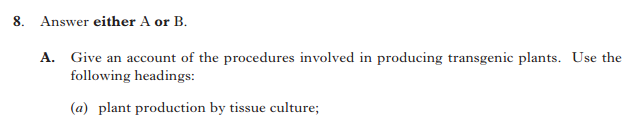 8. Answer either A or B.
A. Give an account of the procedures involved in producing transgenic plants. Use the
following headings:
(a) plant production by tissue culture;